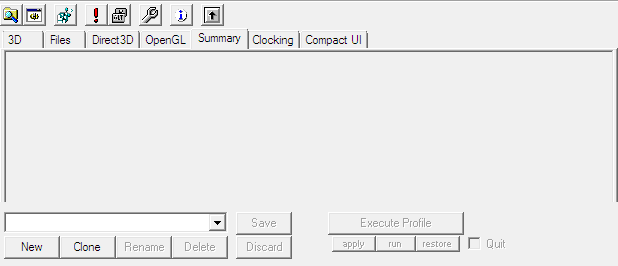 3D Files Direct3D OpenGL Summary Clocking Compact UI
Save Execute Profile
New Clone Rename Delete Discard apply run restore Quit